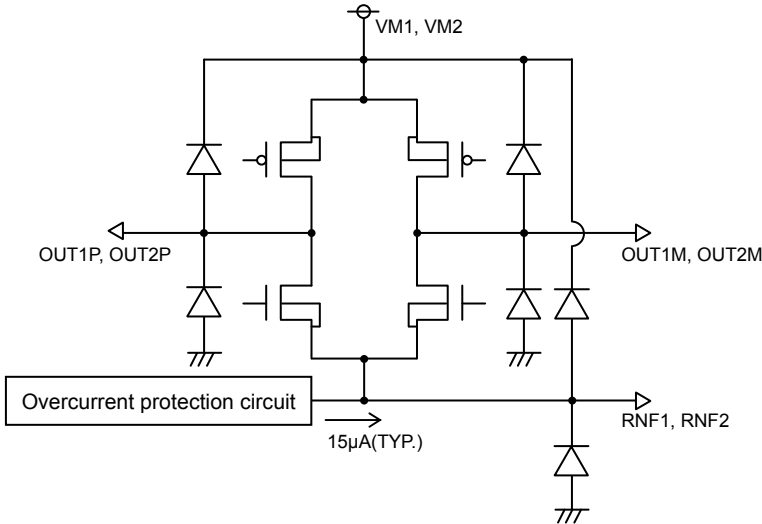 VM1, VM2
OUT1P, OUT2P
OUT1M, OUT2M
Overcurrent protection circuit
15μA(TYP.)
RNF1, RNF2